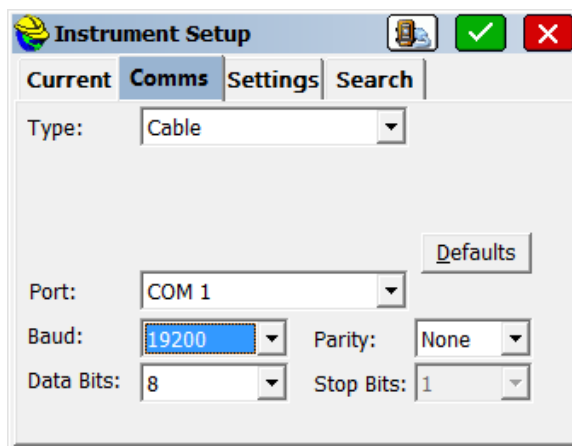 Instrument Setup
Current Comms Settings Search
Type: Cable
Defaults
Port: COM 1
Baud: 19200 Parity: None
Data Bits: 8 Stop Bits: 1